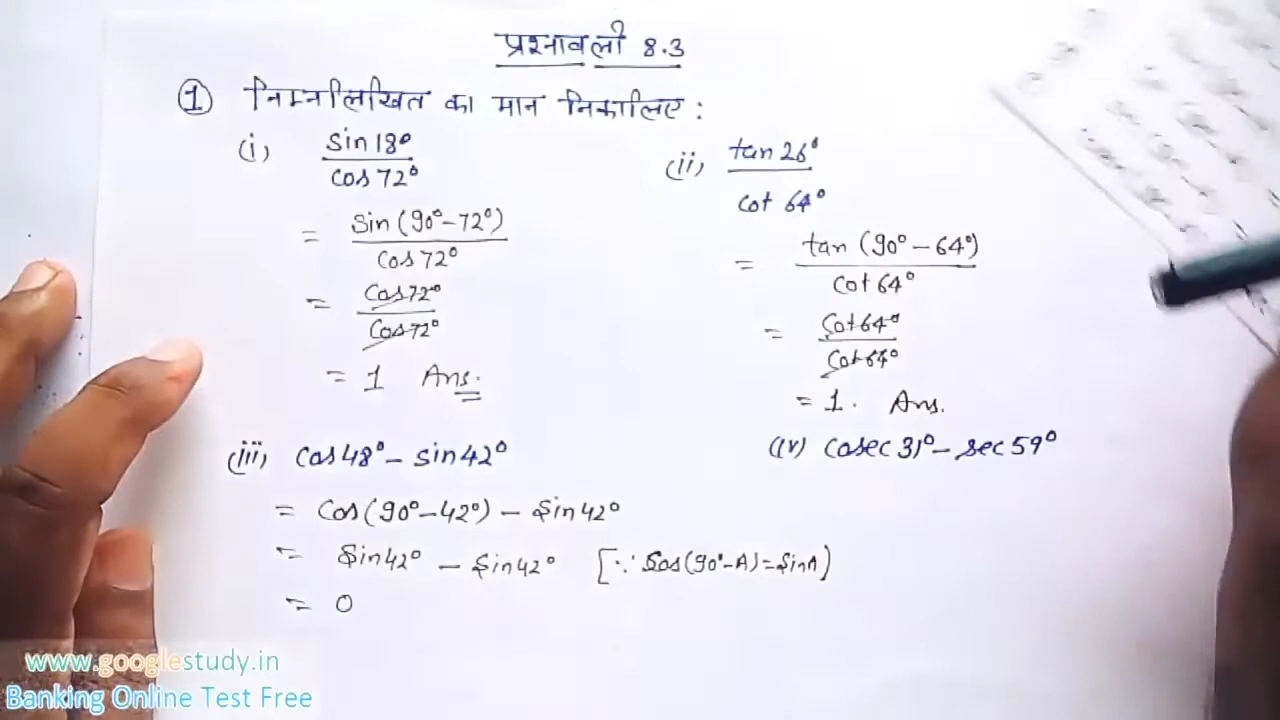 प्रश्नावली 8.3
① निम्नलिखित का मान निकालिए :
(i) sin 18° / cos 72°
= sin (90° - 72°) / cos 72°
= cos 72° / cos 72°
= 1 Ans.
(ii) tan 26° / cot 64°
= tan (90° - 64°) / cot 64°
= cot 64° / cot 64°
= 1. Ans.
(iii) cos 48° - sin 42°
= cos (90° - 42°) - sin 42°
= sin 42° - sin 42° [∵ cos (90° - A) = sin A]
= 0
(iv) cosec 31° - sec 59°
www.googlestudy.in
Banking Online Test Free